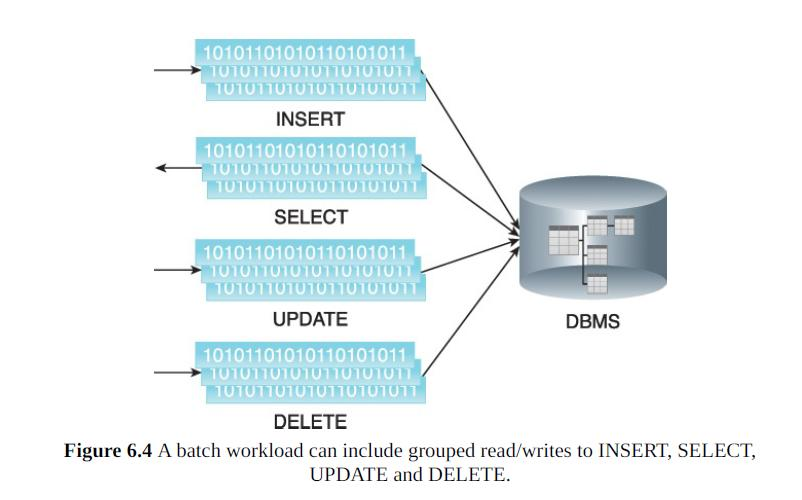 10101101010110101011
10101101010110101011
10101101010110101011
INSERT
10101101010110101011
10101101010110101011
10101101010110101011
SELECT
10101101010110101011
10101101010110101011
10101101010110101011
UPDATE
10101101010110101011
10101101010110101011
10101101010110101011
DELETE
DBMS
Figure 6.4 A batch workload can include grouped read/writes to INSERT, SELECT,
UPDATE and DELETE.